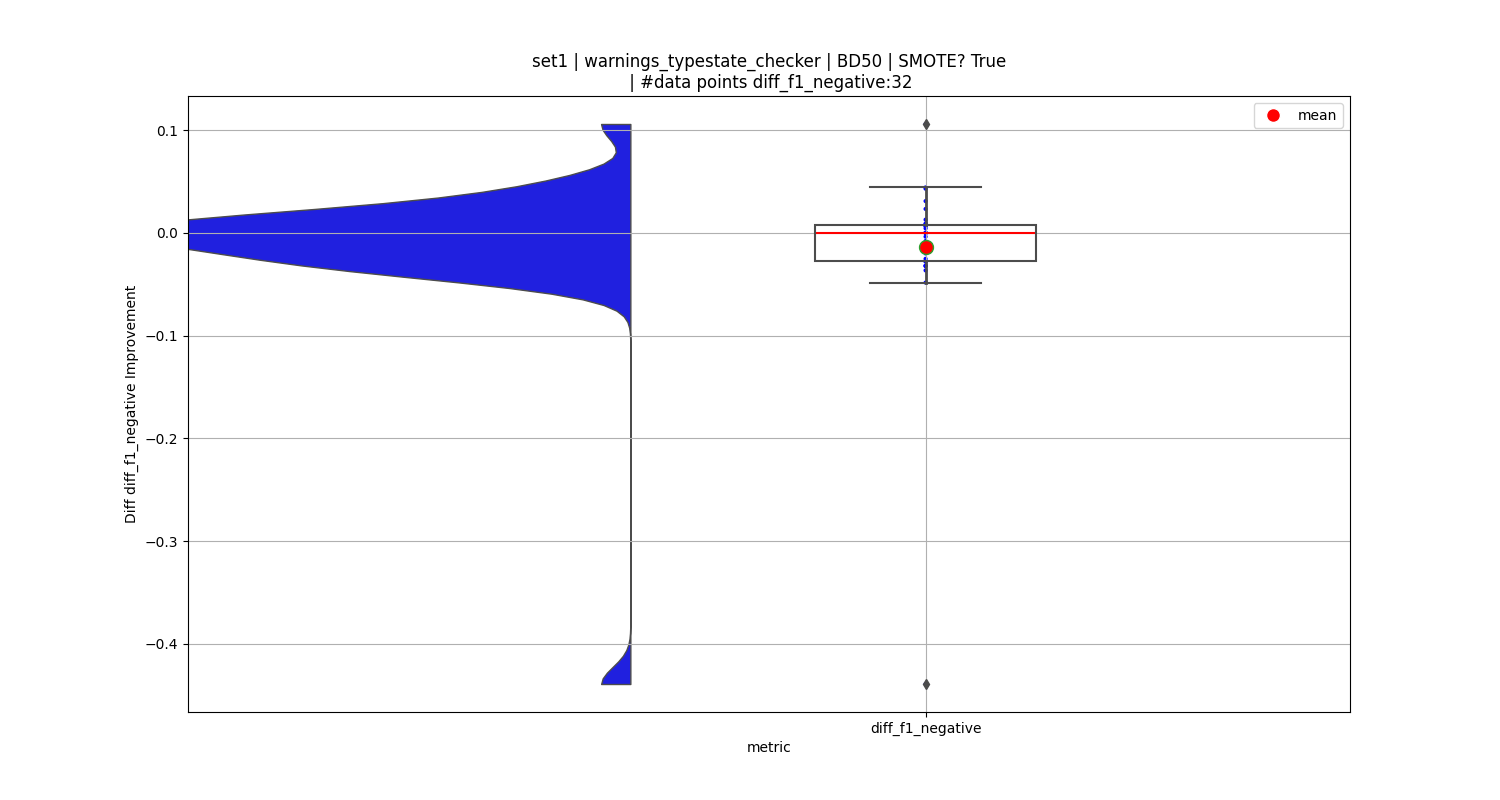 set1 | warnings_typestate_checker | BD50 | SMOTE? True
| #data points diff_f1_negative:32
mean
0.1
0.0
−0.1
−0.2
−0.3
−0.4
Diff diff_f1_negative Improvement
diff_f1_negative
metric